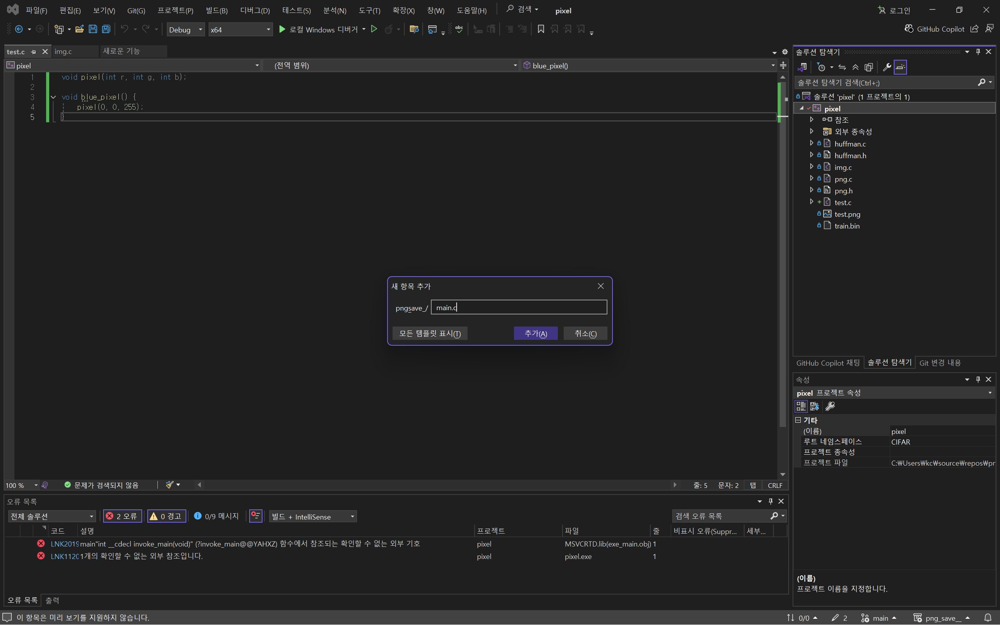 파일(F) 편집(E) 보기(V) Git(G) 프로젝트(P) 빌드(B) 디버그(D) 테스트(S) 분석(N) 도구(T) 확장(X) 창(W) 도움말(H) 검색 pixel 로그인
Debug x64 로컬 Windows 디버거 abc GitHub Copilot
test.c img.c 새로운 기능
pixel (전역 범위) blue_pixel()
1 void pixel(int r, int g, int b);
2
3 void blue_pixel() {
4 pixel(0, 0, 255);
5 }
솔루션 탐색기
솔루션 탐색기 검색(Ctrl+;)
솔루션 'pixel' (1 프로젝트의 1)
pixel
참조
외부 종속성
huffman.c
huffman.h
img.c
png.c
png.h
test.c
test.png
train.bin
새 항목 추가
pngsave_/ main.c
모든 템플릿 표시(T) 추가(A) 취소(C)
GitHub Copilot 채팅 솔루션 탐색기 Git 변경 내용
속성
pixel 프로젝트 속성
기타
(이름) pixel
루트 네임스페이스 CIFAR
프로젝트 종속성
프로젝트 파일 C:₩Users₩kc₩source₩repos₩pr
(이름)
프로젝트 이름을 지정합니다.
100 % 문제가 검색되지 않음 줄: 5 문자: 2 탭 CRLF
오류 목록
전체 솔루션 2 오류 0 경고 0/9 메시지 빌드 + IntelliSense 검색 오류 목록
코드 설명 프로젝트 파일 줄 비표시 오류(Suppr... 세부...
LNK2019 main"int __cdecl invoke_main(void)" (?invoke_main@@YAHXZ) 함수에서 참조되는 확인할 수 없는 외부 기호 pixel MSVCRTD.lib(exe_main.obj) 1
LNK1120 1개의 확인할 수 없는 외부 참조입니다. pixel pixel.exe 1
오류 목록 출력
이 항목은 미리 보기를 지원하지 않습니다. 0/0 2 main png_save__